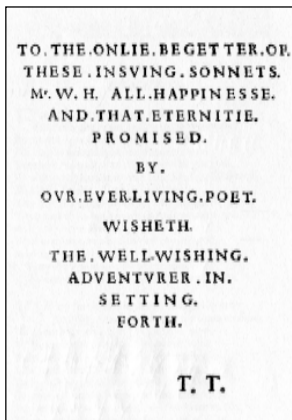 TO.THE.ONLIE.BEGETTER.OF.
THESE.INSVING.SONNETS.
Mr.W.H. ALL.HAPPINESSE.
AND.THAT.ETERNITIE.
PROMISED.
BY.
OVR.EVER-LIVING.POET.
WISHETH.
THE.WELL-WISHING.
ADVENTVRER.IN.
SETTING.
FORTH.
T. T.